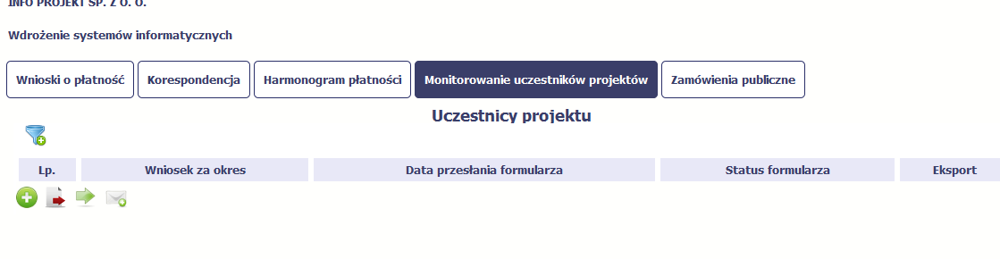 INFO PROJEKT SP. Z O. O.
Wdrożenie systemów informatycznych
Wnioski o płatność Korespondencja Harmonogram płatności Monitorowanie uczestników projektów Zamówienia publiczne
Uczestnicy projektu
Lp. Wniosek za okres Data przesłania formularza Status formularza Eksport